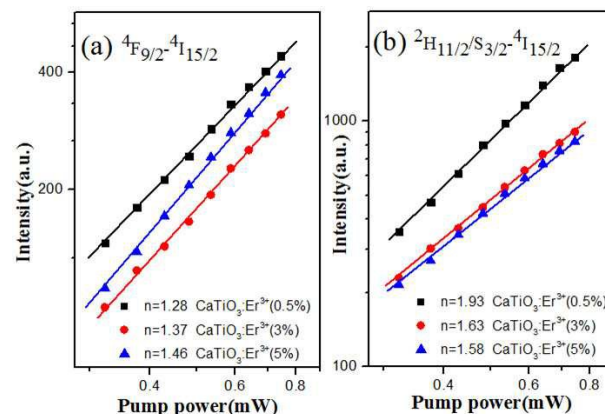 (a) ⁴F₉/₂-⁴I₁₅/₂
400
200
Intensity(a.u.)
n=1.28 CaTiO₃:Er³⁺(0.5%)
n=1.37 CaTiO₃:Er³⁺(3%)
n=1.46 CaTiO₃:Er³⁺(5%)
0.4 0.6 0.8
Pump power(mW)
(b) ²H₁₁/₂/S₃/₂-⁴I₁₅/₂
1000
100
Intensity(a.u.)
n=1.93 CaTiO₃:Er³⁺(0.5%)
n=1.63 CaTiO₃:Er³⁺(3%)
n=1.58 CaTiO₃:Er³⁺(5%)
0.4 0.6 0.8
Pump power(mW)